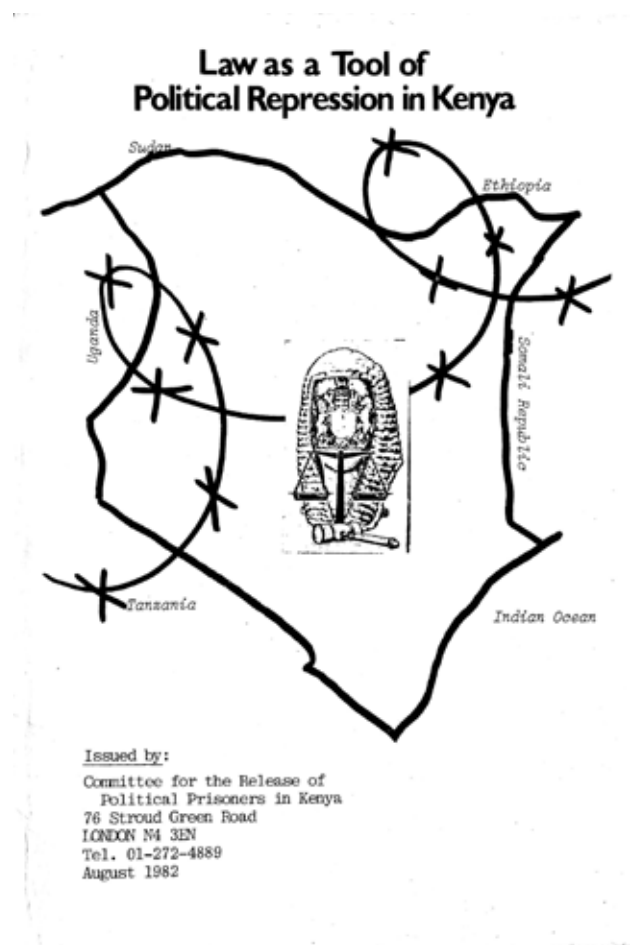 Law as a Tool of
Political Repression in Kenya
Sudan
Ethiopia
Uganda
Somali Republic
Tanzania
Indian Ocean
Issued by:
Committee for the Release of
Political Prisoners in Kenya
76 Stroud Green Road
LONDON N4 3EN
Tel. 01-272-4889
August 1982